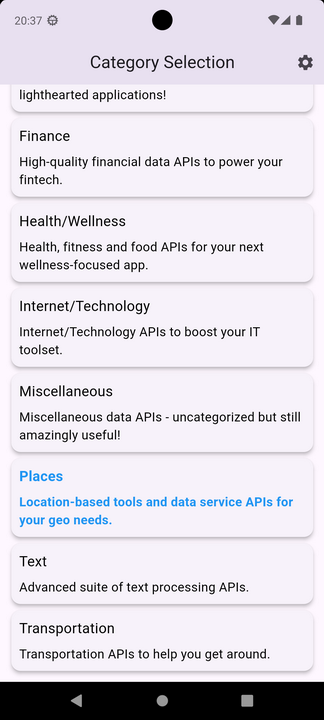 20:37
Category Selection
lighthearted applications!
Finance
High-quality financial data APIs to power your
fintech.
Health/Wellness
Health, fitness and food APIs for your next
wellness-focused app.
Internet/Technology
Internet/Technology APIs to boost your IT
toolset.
Miscellaneous
Miscellaneous data APIs - uncategorized but still
amazingly useful!
Places
Location-based tools and data service APIs for
your geo needs.
Text
Advanced suite of text processing APIs.
Transportation
Transportation APIs to help you get around.